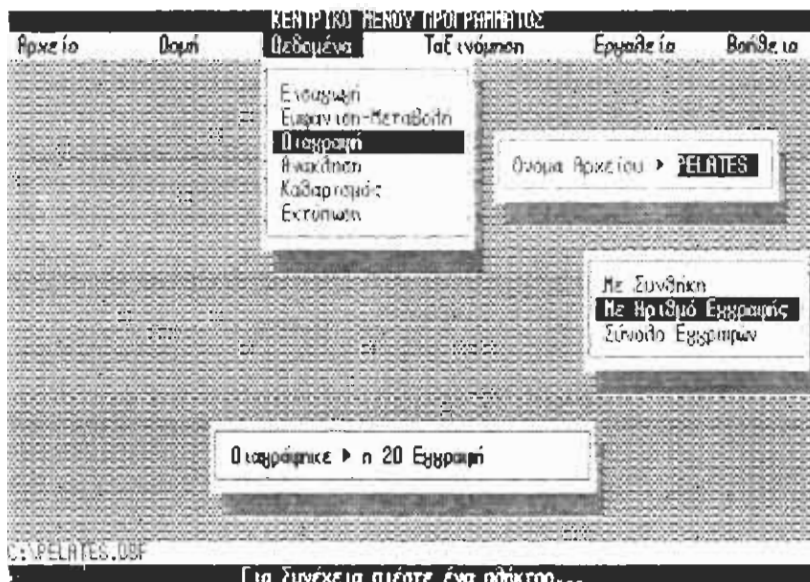 ΚΕΝΤΡΙΚΟ ΜΕΝΟΥ ΠΡΟΓΡΑΜΜΑΤΟΣ
Αρχείο Δομή Δεδομένα Ταξινόμηση Εργαλεία Βοήθεια
Εισαγωγή
Εμφάνιση-Μεταβολή
Διαγραφή
Ανάκληση
Καθαρισμός
Εκτύπωση
Ονομα Αρχείου ▶ PELATES
Με Συνθήκη
Με Αριθμό Εγγραφής
Σύνολο Εγγραφών
Διαγράφηκε ▶ η 20 Εγγραφή
C:\PELATES.DBF
Για Συνέχεια πιέστε ένα πλήκτρο...